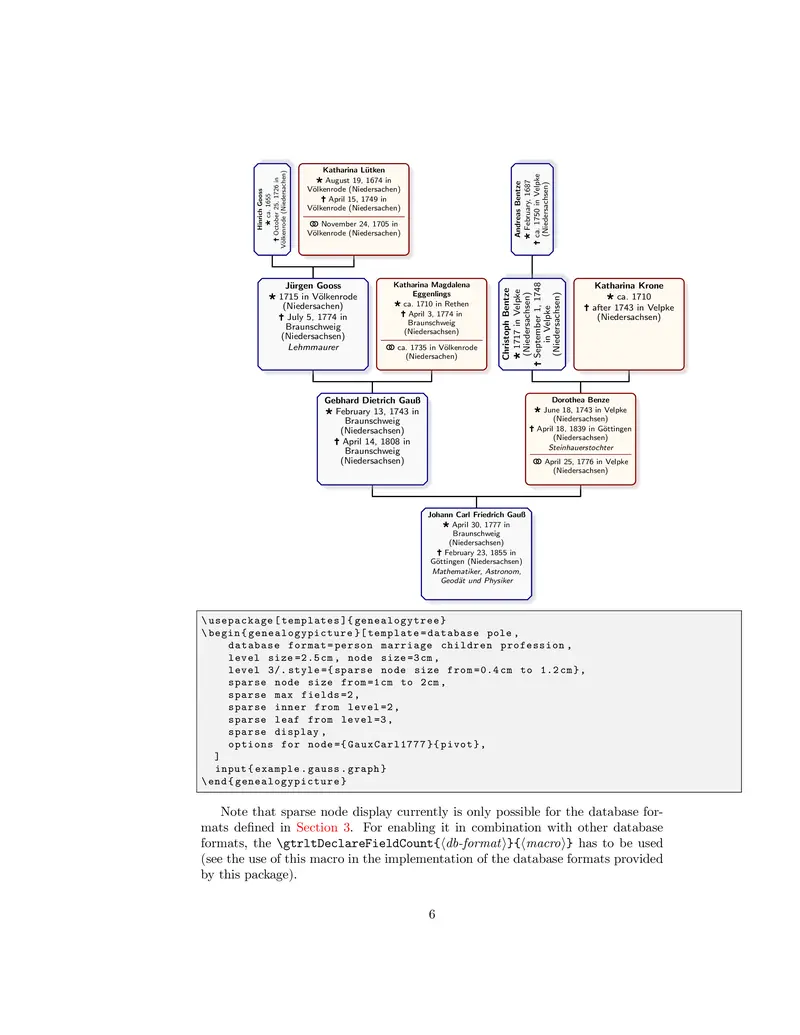 Hinrich Gooss
★ ca. 1655
✝ October 25, 1726 in
Völkenrode (Niedersachen)
Katharina Lütken
★ August 19, 1674 in
Völkenrode (Niedersachen)
✝ April 15, 1749 in
Völkenrode (Niedersachen)
⚭ November 24, 1705 in
Völkenrode (Niedersachen)
Andreas Bentze
★ February, 1687
✝ ca. 1750 in Velpke
(Niedersachsen)
Jürgen Gooss
★ 1715 in Völkenrode
(Niedersachen)
✝ July 5, 1774 in
Braunschweig
(Niedersachsen)
Lehmmaurer
Katharina Magdalena
Eggenlings
★ ca. 1710 in Rethen
✝ April 3, 1774 in
Braunschweig
(Niedersachsen)
⚭ ca. 1735 in Völkenrode
(Niedersachen)
Christoph Bentze
★ 1717 in Velpke
(Niedersachsen)
✝ September 1, 1748
in Velpke
(Niedersachsen)
Katharina Krone
★ ca. 1710
✝ after 1743 in Velpke
(Niedersachsen)
Gebhard Dietrich Gauß
★ February 13, 1743 in
Braunschweig
(Niedersachsen)
✝ April 14, 1808 in
Braunschweig
(Niedersachsen)
Dorothea Benze
★ June 18, 1743 in Velpke
(Niedersachsen)
✝ April 18, 1839 in Göttingen
(Niedersachsen)
Steinhauerstochter
⚭ April 25, 1776 in Velpke
(Niedersachsen)
Johann Carl Friedrich Gauß
★ April 30, 1777 in
Braunschweig
(Niedersachsen)
✝ February 23, 1855 in
Göttingen (Niedersachsen)
Mathematiker, Astronom,
Geodät und Physiker
\usepackage[templates]{genealogytree}
\begin{genealogypicture}[template=database pole,
database format=person marriage children profession,
level size=2.5cm, node size=3cm,
level 3/.style={sparse node size from=0.4cm to 1.2cm},
sparse node size from=1cm to 2cm,
sparse max fields=2,
sparse inner from level=2,
sparse leaf from level=3,
sparse display,
options for node={GauxCarl1777}{pivot},
]
input{example.gauss.graph}
\end{genealogypicture}
Note that sparse node display currently is only possible for the database for-
mats defined in Section 3. For enabling it in combination with other database
formats, the \gtrltDeclareFieldCount{⟨db-format⟩}{⟨macro⟩} has to be used
(see the use of this macro in the implementation of the database formats provided
by this package).
6